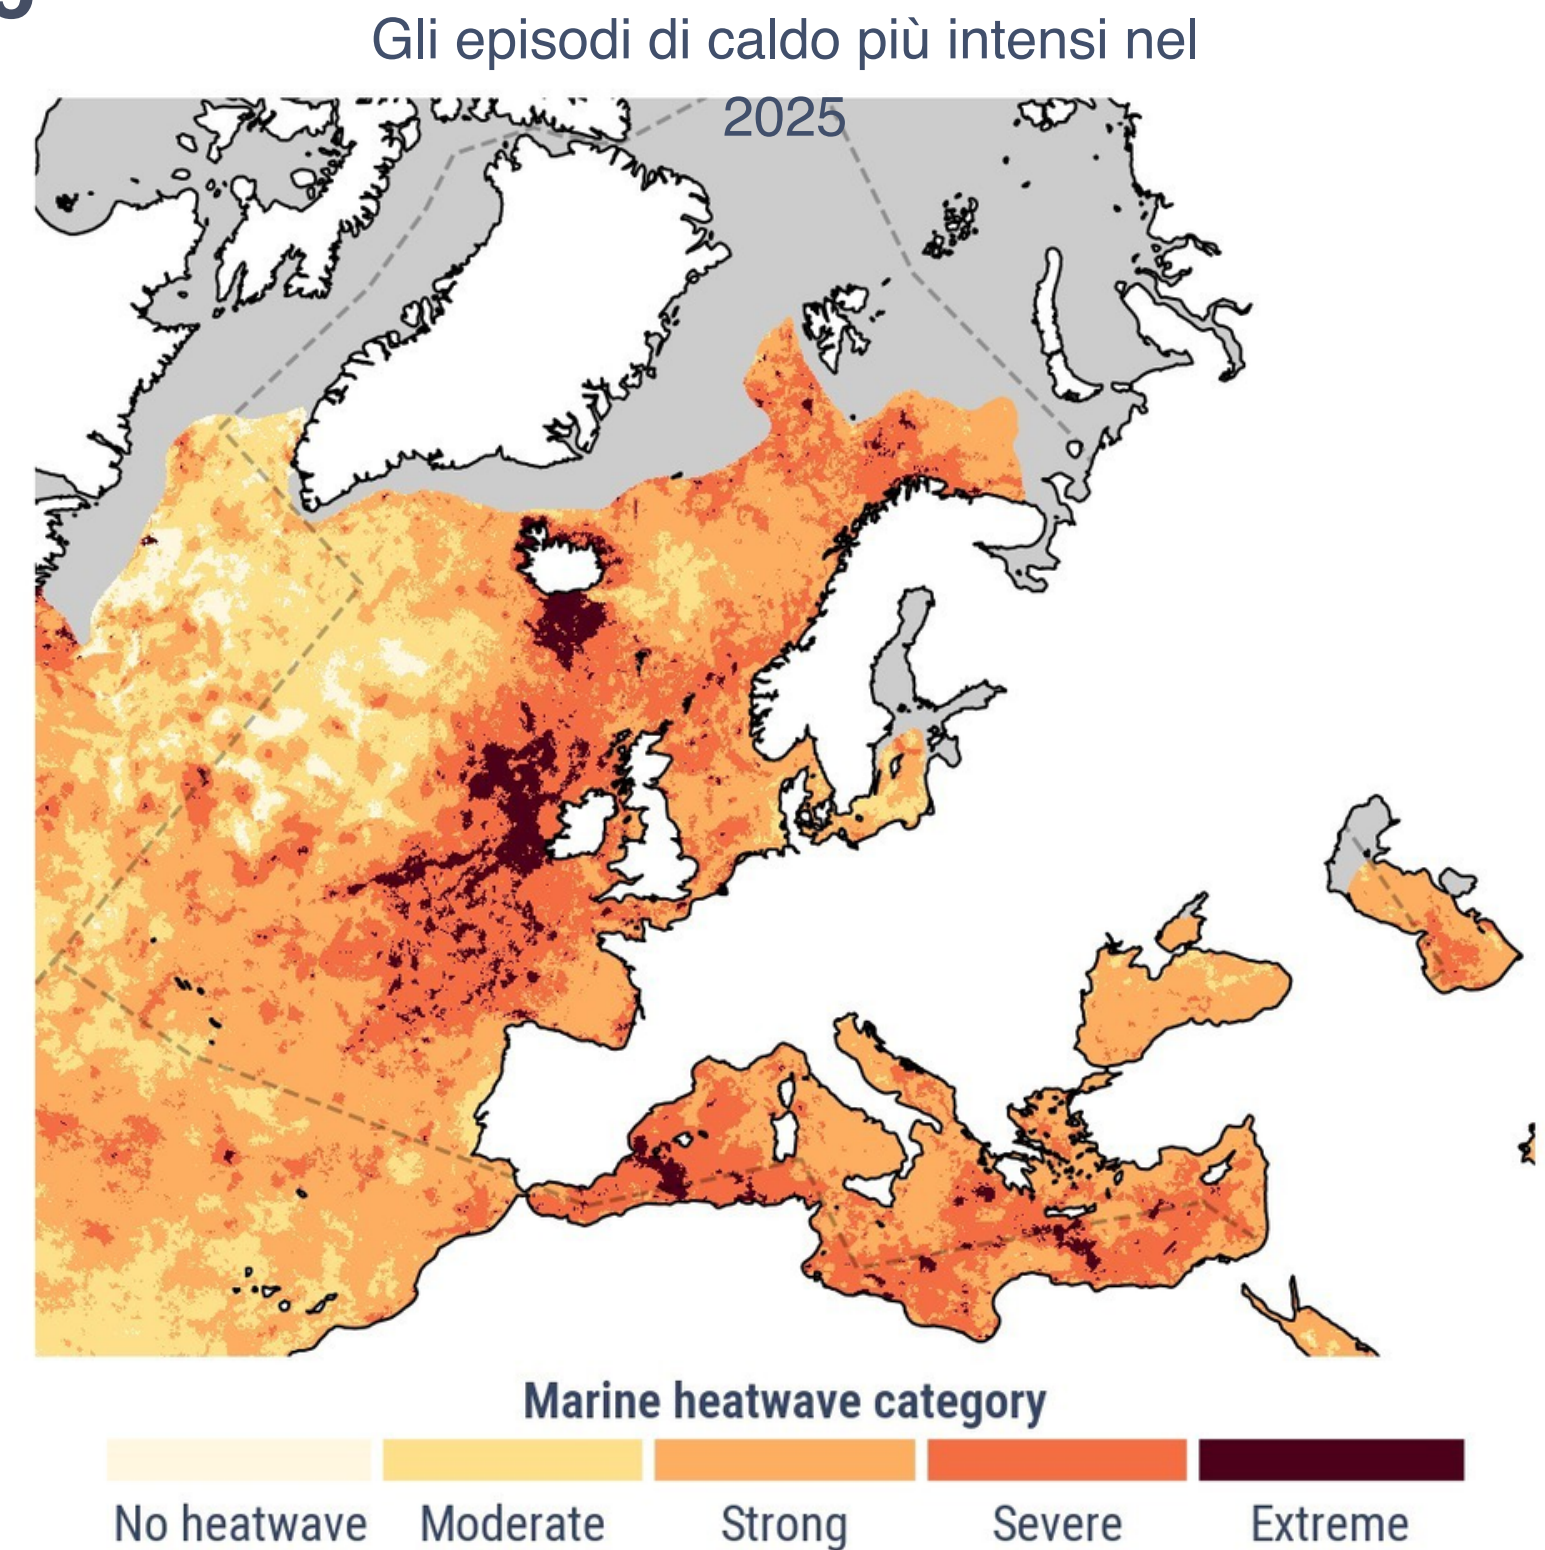 Gli episodi di caldo più intensi nel
2025
Marine heatwave category
No heatwave Moderate Strong Severe Extreme